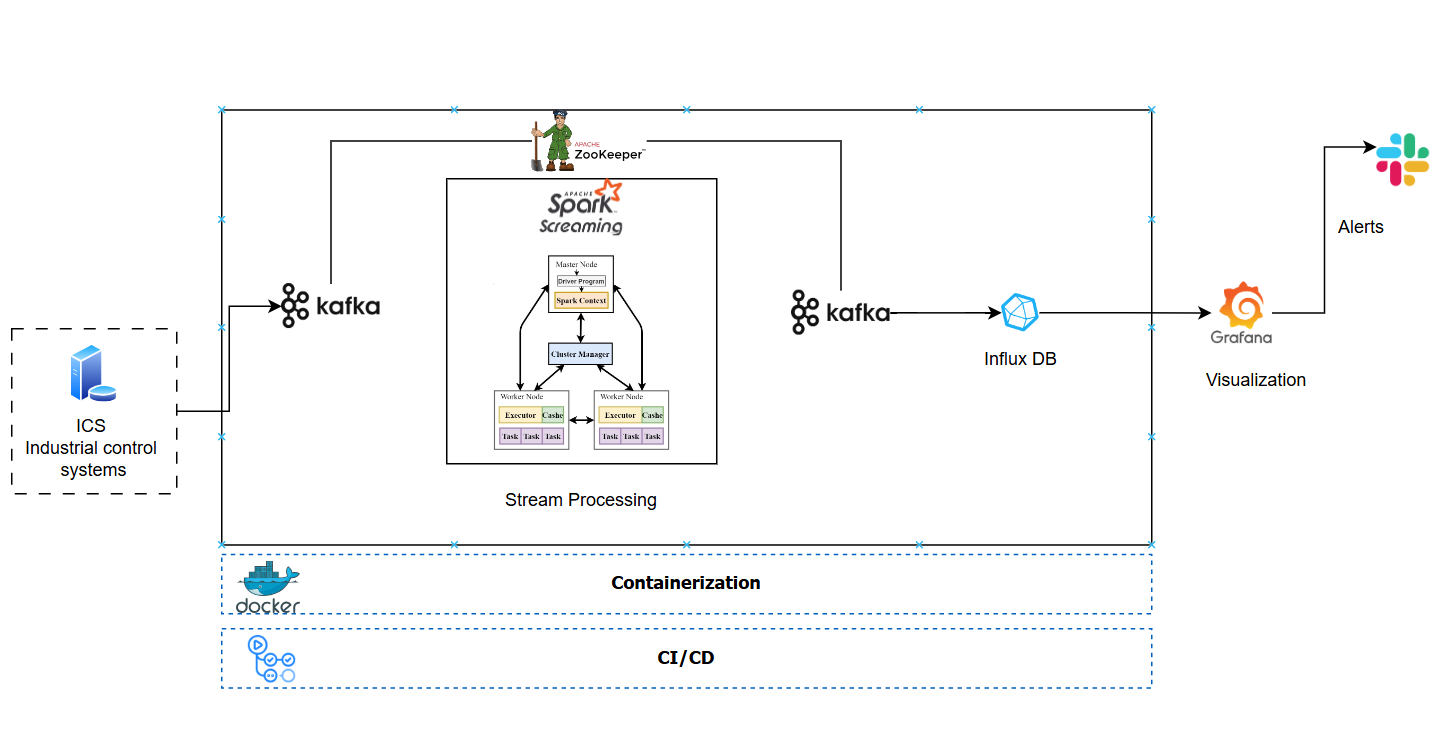 APACHE
ZooKeeper™
APACHE
Spark™
Screaming
Master Node
Driver Program
Spark Context
Cluster Manager
Worker Node
Executor Cashe
Task Task Task
Worker Node
Executor Cashe
Task Task Task
Stream Processing
kafka
kafka
ICS
Industrial control
systems
Influx DB
Grafana
Visualization
Alerts
docker
Containerization
CI/CD